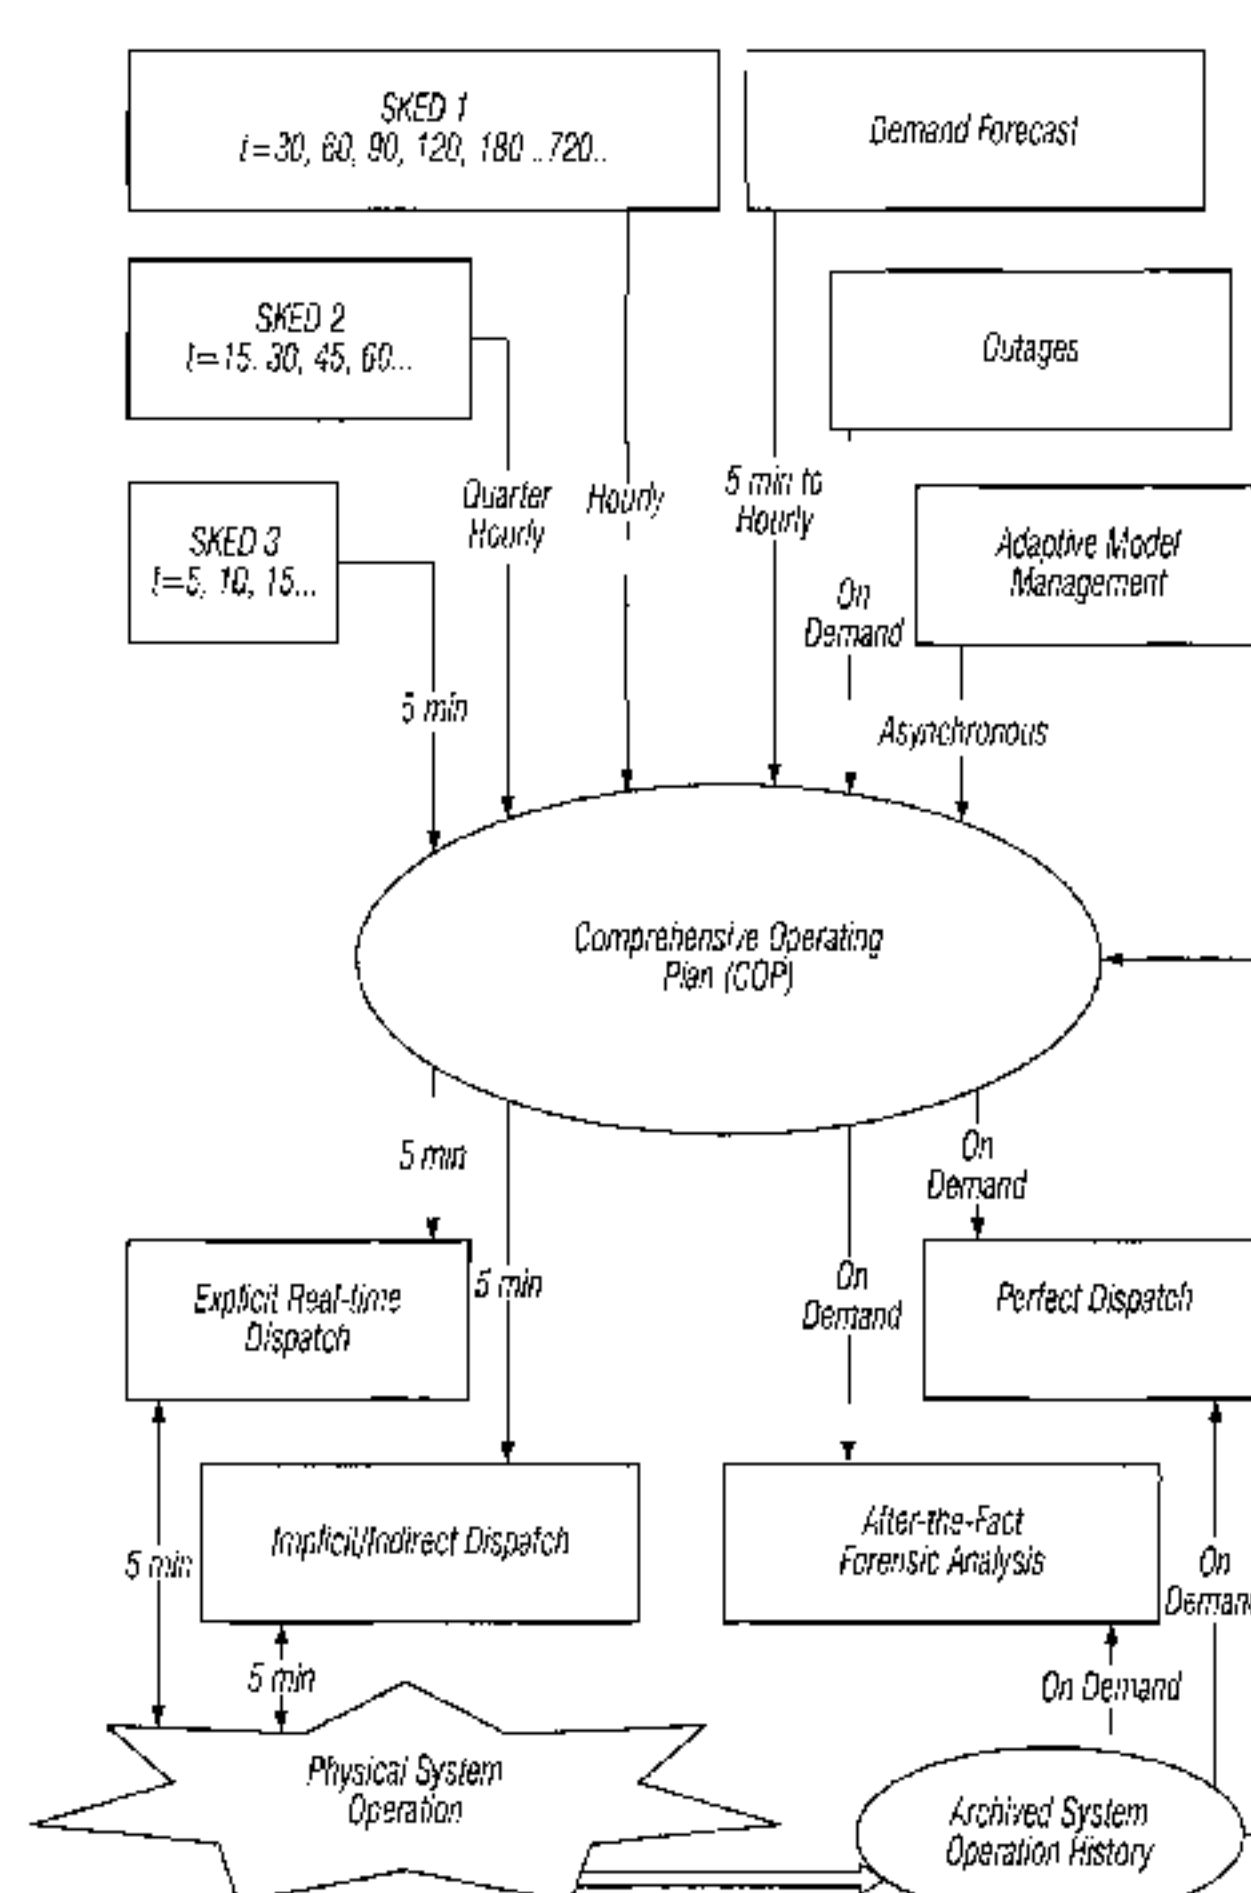 SKED 1
t=30, 60, 90, 120, 180 ..720..
Demand Forecast
SKED 2
t=15. 30, 45, 60...
Outages
Quarter
Hourly
Hourly
5 min to
Hourly
SKED 3
t=5, 10, 15...
Adaptive Model
Management
On
Demand
5 min
Asynchronous
Comprehensive Operating
Plan (COP)
5 min
On
Demand
Explicit Real-time
Dispatch
5 min
On
Demand
Perfect Dispatch
Implicit/Indirect Dispatch
After-the-Fact
Forensic Analysis
5 min
On
Deman
5 min
On Demand
Physical System
Operation
Archived System
Operation History